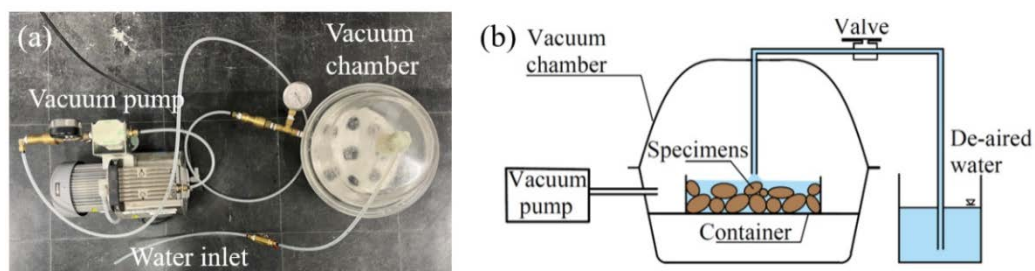 (a)
Vacuum
chamber
Vacuum pump
Water inlet
(b)
Vacuum
chamber
Valve
Specimens
De-aired
water
Vacuum
pump
Container